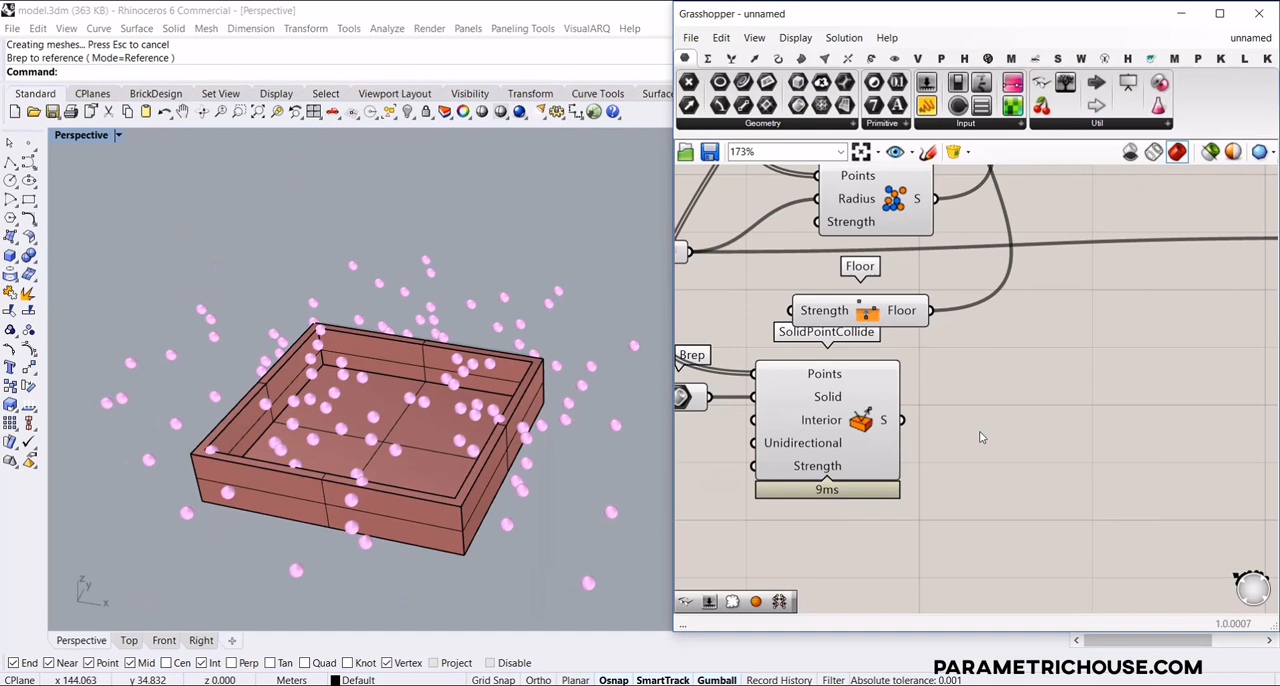 model.3dm (363 KB) - Rhinoceros 6 Commercial - [Perspective]
File Edit View Curve Surface Solid Mesh Dimension Transform Tools Analyze Render Panels Paneling Tools VisualARQ Help
Creating meshes... Press Esc to cancel
Brep to reference ( Mode=Reference )
Command:
Standard CPlanes BrickDesign Set View Display Select Viewport Layout Visibility Transform Curve Tools Surfac
Perspective
z y x
Perspective Top Front Right
End Near Point Mid Cen Int Perp Tan Quad Knot Vertex Project Disable
CPlane x 144.063 y 34.832 z 0.000 Meters Default Grid Snap Ortho Planar Osnap SmartTrack Gumball Record History Filter Absolute tolerance: 0.001
Grasshopper - unnamed
File Edit View Display Solution Help unnamed
V P H M S W H M P M L K
Geometry Primitive Input Util
173%
Points
Radius S
Strength
Floor
Strength Floor
SolidPointCollide
Brep
Points
Solid
Interior S
Unidirectional
Strength
9ms
... 1.0.0007
PARAMETRICHOUSE.COM